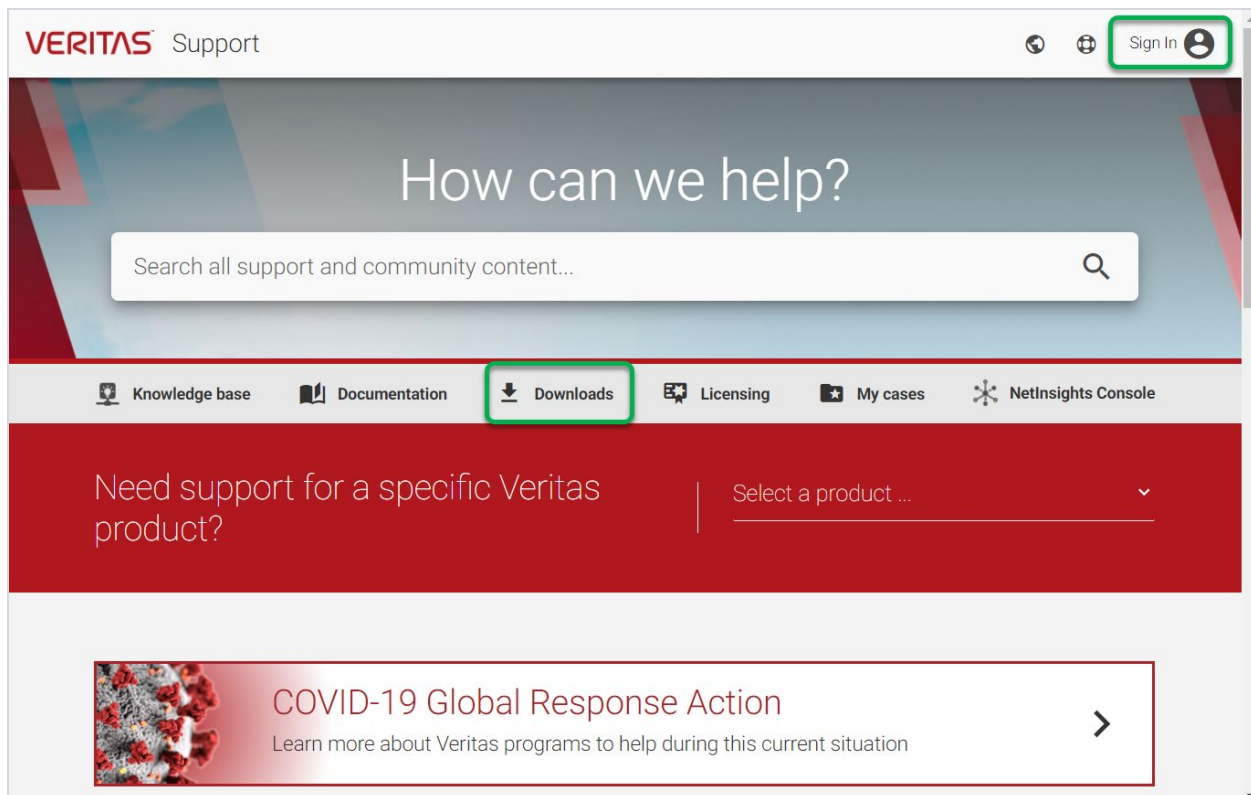 VERITAS Support
Sign In
How can we help?
Search all support and community content...
Knowledge base
Documentation
Downloads
Licensing
My cases
NetInsights Console
Need support for a specific Veritas
product?
Select a product ...
COVID-19 Global Response Action
Learn more about Veritas programs to help during this current situation